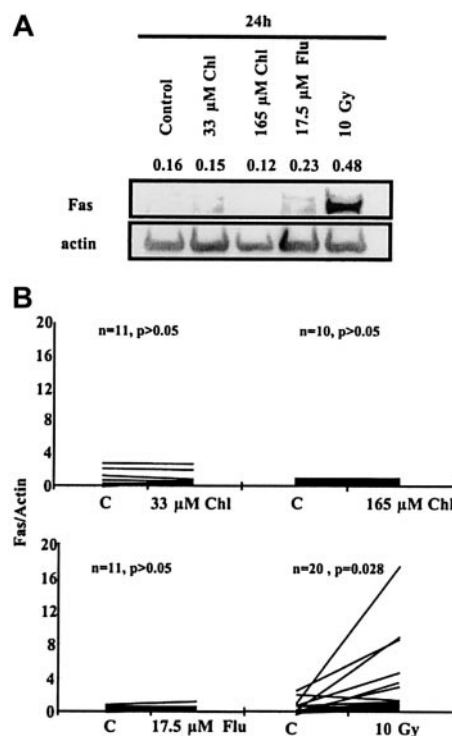 A
24h
Control
33 µM Chl
165 µM Chl
17.5 µM Flu
10 Gy
0.16 0.15 0.12 0.23 0.48
Fas
actin
B
Fas/Actin
20
16
12
8
4
0
n=11, p>0.05
n=10, p>0.05
C 33 µM Chl C 165 µM Chl
20
16
12
8
4
0
n=11, p>0.05
n=20 , p=0.028
C 17.5 µM Flu C 10 Gy